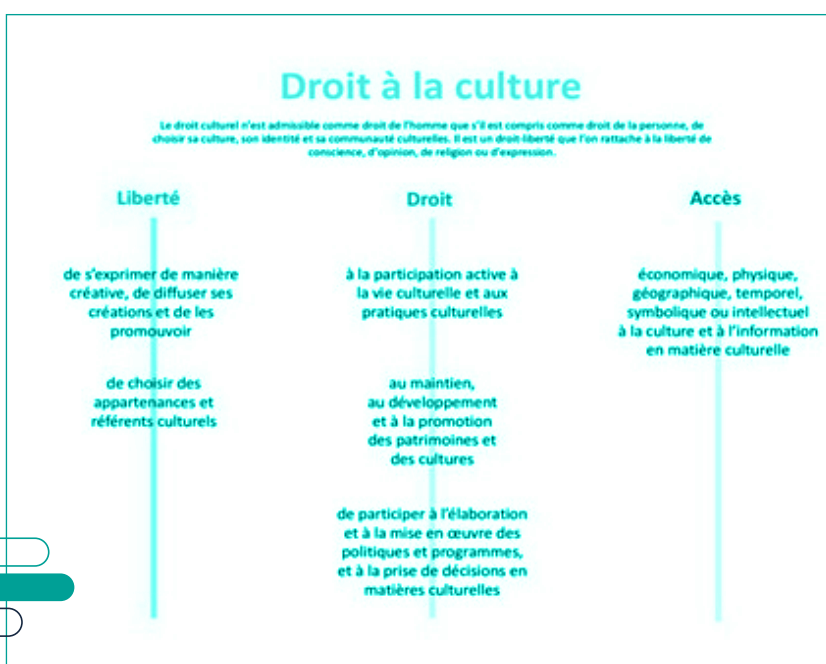 Droit à la culture
Le droit culturel n'est admissible comme droit de l'homme que s'il est compris comme droit de la personne, de
choisir sa culture, son identité et sa communauté culturelles. Il est un droit-liberté que l'on rattache à la liberté de
conscience, d'opinion, de religion ou d'expression.
Liberté
de s'exprimer de manière
créative, de diffuser ses
créations et de les
promouvoir
de choisir des
appartenances et
référents culturels
Droit
à la participation active à
la vie culturelle et aux
pratiques culturelles
au maintien,
au développement
et à la promotion
des patrimoines et
des cultures
de participer à l'élaboration
et à la mise en œuvre des
politiques et programmes,
et à la prise de décisions en
matières culturelles
Accès
économique, physique,
géographique, temporel,
symbolique ou intellectuel
à la culture et à l'information
en matière culturelle